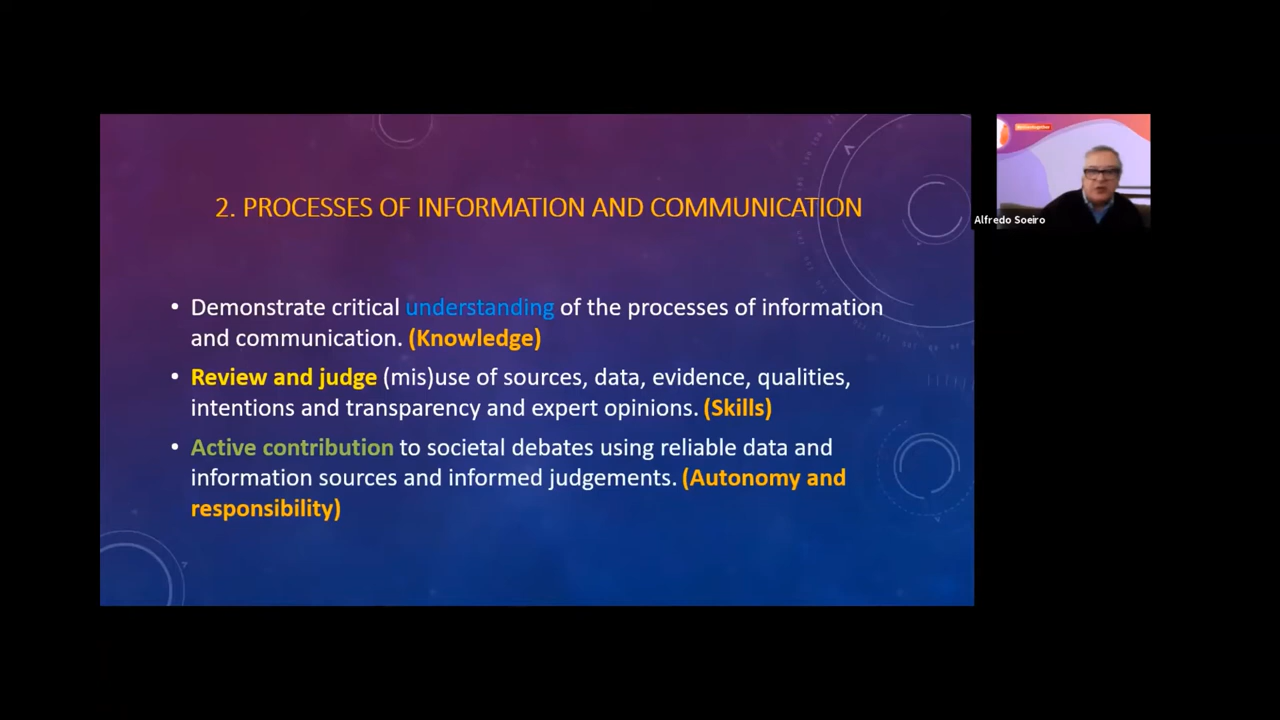 2. PROCESSES OF INFORMATION AND COMMUNICATION
• Demonstrate critical understanding of the processes of information
and communication. (Knowledge)
• Review and judge (mis)use of sources, data, evidence, qualities,
intentions and transparency and expert opinions. (Skills)
• Active contribution to societal debates using reliable data and
information sources and informed judgements. (Autonomy and
responsibility)
Alfredo Soeiro